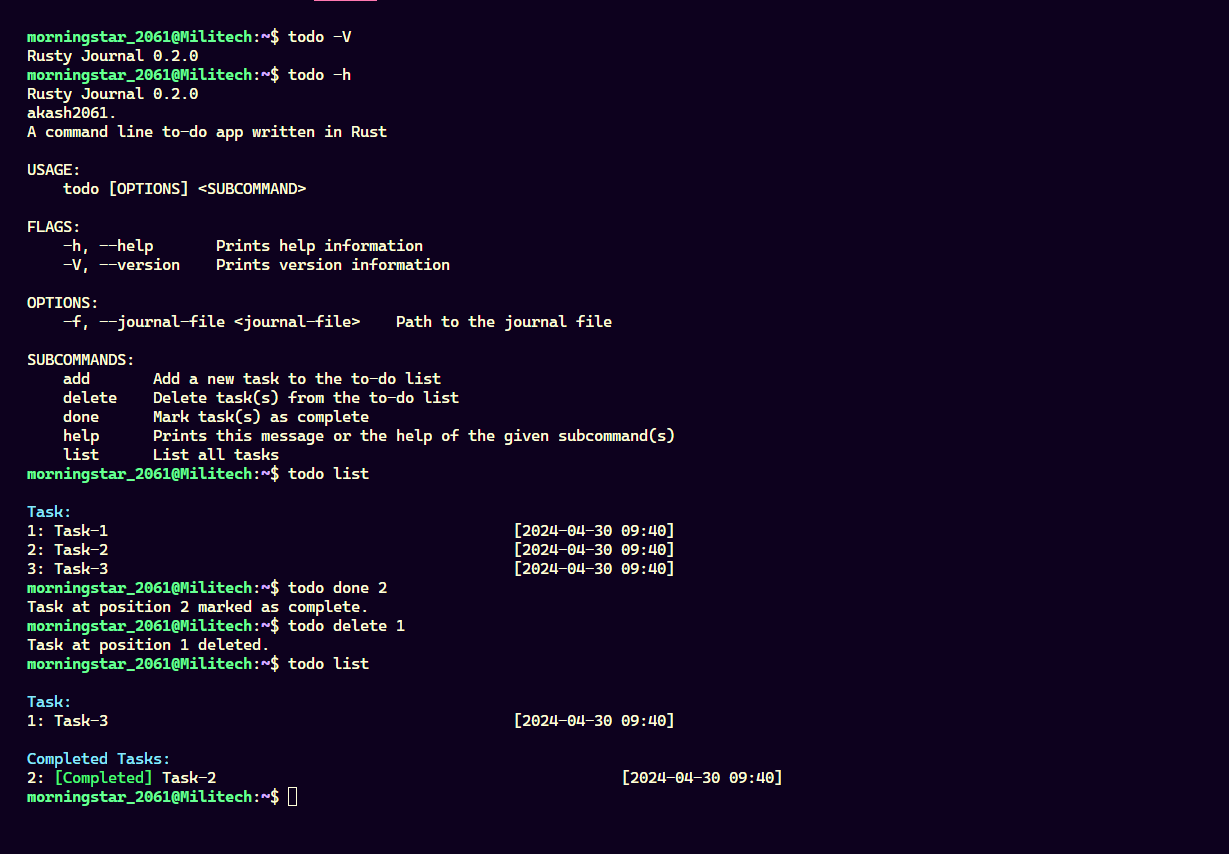 morningstar_2061@Militech:~$ todo -V
Rusty Journal 0.2.0
morningstar_2061@Militech:~$ todo -h
Rusty Journal 0.2.0
akash2061.
A command line to-do app written in Rust

USAGE:
    todo [OPTIONS] <SUBCOMMAND>

FLAGS:
    -h, --help       Prints help information
    -V, --version    Prints version information

OPTIONS:
    -f, --journal-file <journal-file>    Path to the journal file

SUBCOMMANDS:
    add       Add a new task to the to-do list
    delete    Delete task(s) from the to-do list
    done      Mark task(s) as complete
    help      Prints this message or the help of the given subcommand(s)
    list      List all tasks
morningstar_2061@Militech:~$ todo list

Task:
1: Task-1                                             [2024-04-30 09:40]
2: Task-2                                             [2024-04-30 09:40]
3: Task-3                                             [2024-04-30 09:40]
morningstar_2061@Militech:~$ todo done 2
Task at position 2 marked as complete.
morningstar_2061@Militech:~$ todo delete 1
Task at position 1 deleted.
morningstar_2061@Militech:~$ todo list

Task:
1: Task-3                                             [2024-04-30 09:40]

Completed Tasks:
2: [Completed] Task-2                                             [2024-04-30 09:40]
morningstar_2061@Militech:~$